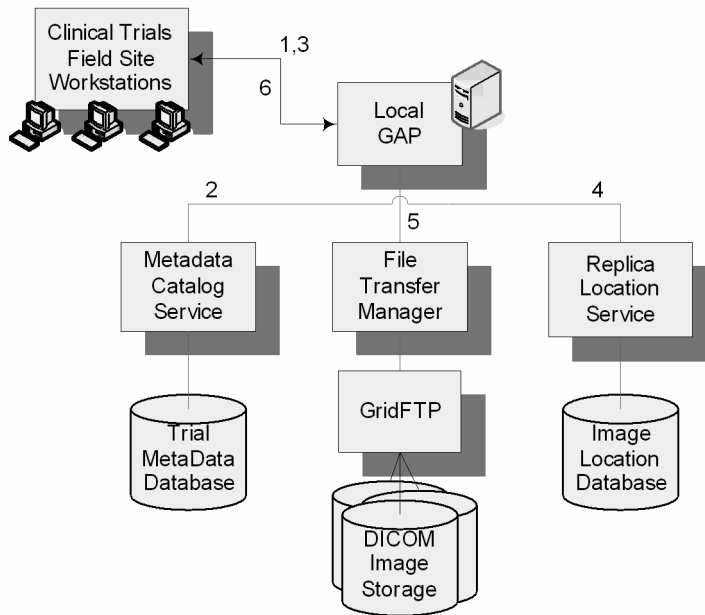 Clinical Trials
Field Site
Workstations
1,3
6
Local
GAP
2
4
5
Metadata
Catalog
Service
File
Transfer
Manager
Replica
Location
Service
GridFTP
Trial
MetaData
Database
Image
Location
Database
DICOM
Image
Storage